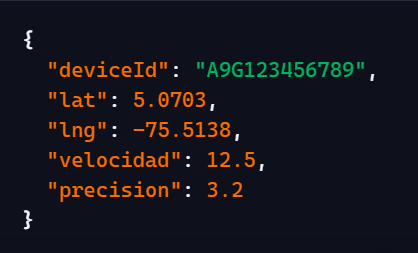 {
"deviceId": "A9G123456789",
"lat": 5.0703,
"lng": -75.5138,
"velocidad": 12.5,
"precision": 3.2
}